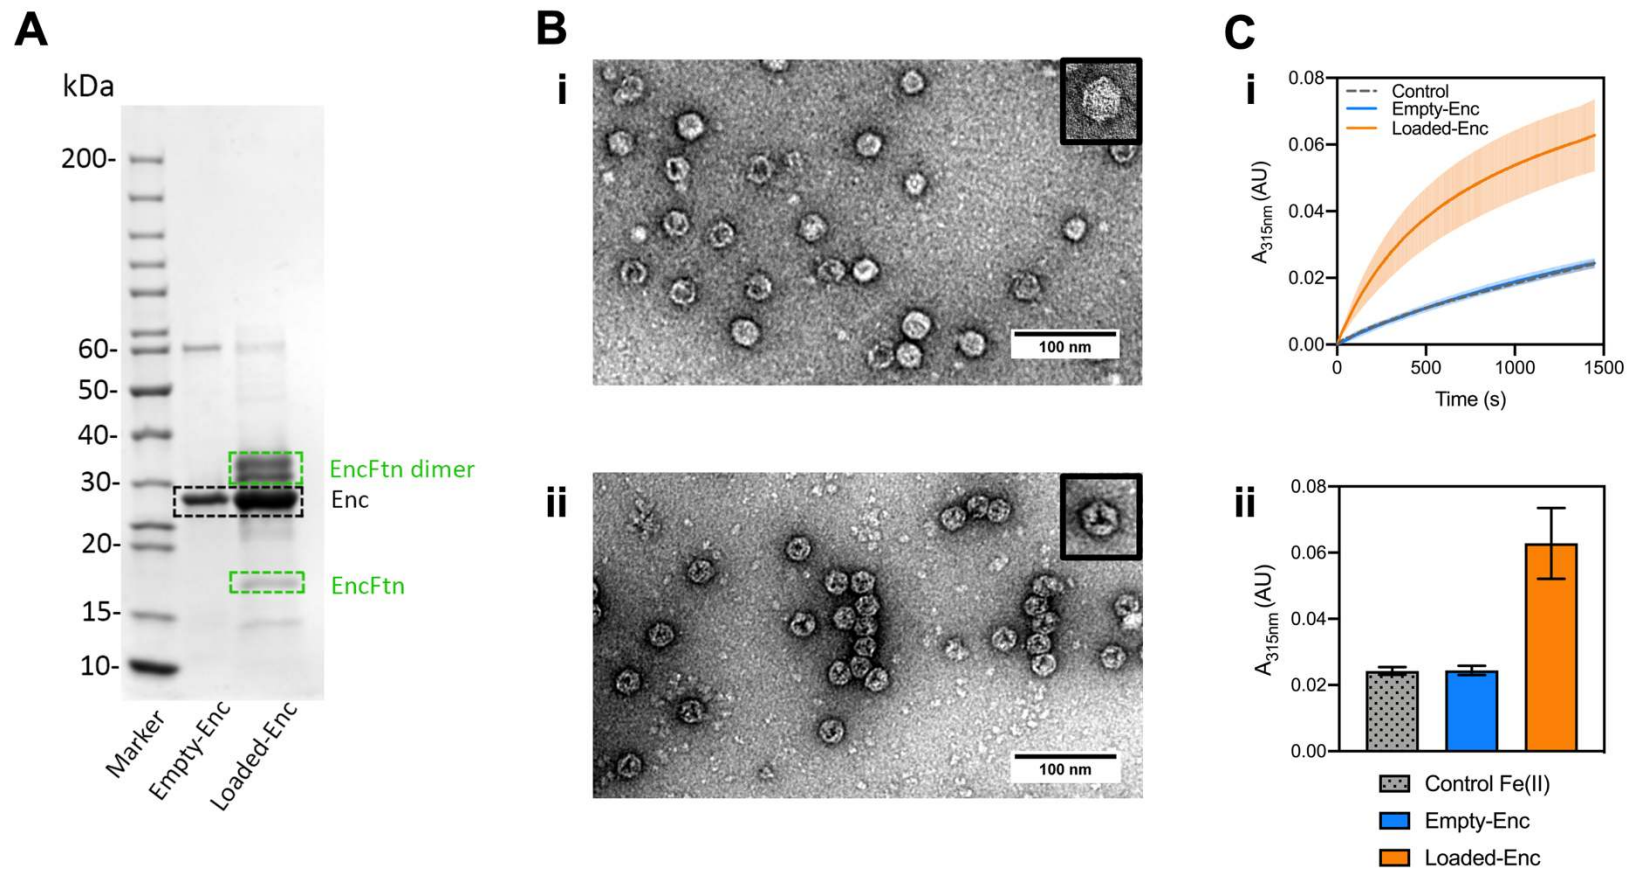 A
kDa
200-
60-
50-
40-
30-
20-
15-
10-
EncFtn dimer
Enc
EncFtn
Marker
Empty-Enc
Loaded-Enc
B
i
100 nm
ii
100 nm
C
i
0.08
0.06
0.04
0.02
0.00
A315nm (AU)
Control
Empty-Enc
Loaded-Enc
0 500 1000 1500
Time (s)
ii
0.08
0.06
0.04
0.02
0.00
A315nm (AU)
Control Fe(II)
Empty-Enc
Loaded-Enc